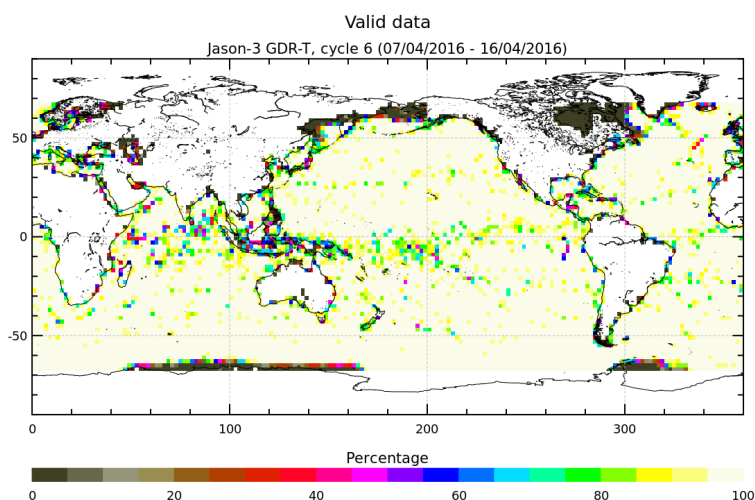 Valid data
Jason-3 GDR-T, cycle 6 (07/04/2016 - 16/04/2016)
50
0
-50
0 100 200 300
Percentage
0 20 40 60 80 100